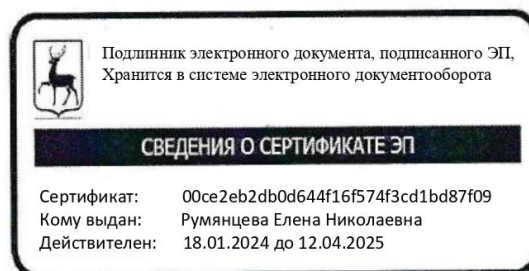 Подлинник электронного документа, подписанного ЭП,
Хранится в системе электронного документооборота
СВЕДЕНИЯ О СЕРТИФИКАТЕ ЭП
Сертификат: 00ce2eb2db0d644f16f574f3cd1bd87f09
Кому выдан: Румянцева Елена Николаевна
Действителен: 18.01.2024 до 12.04.2025